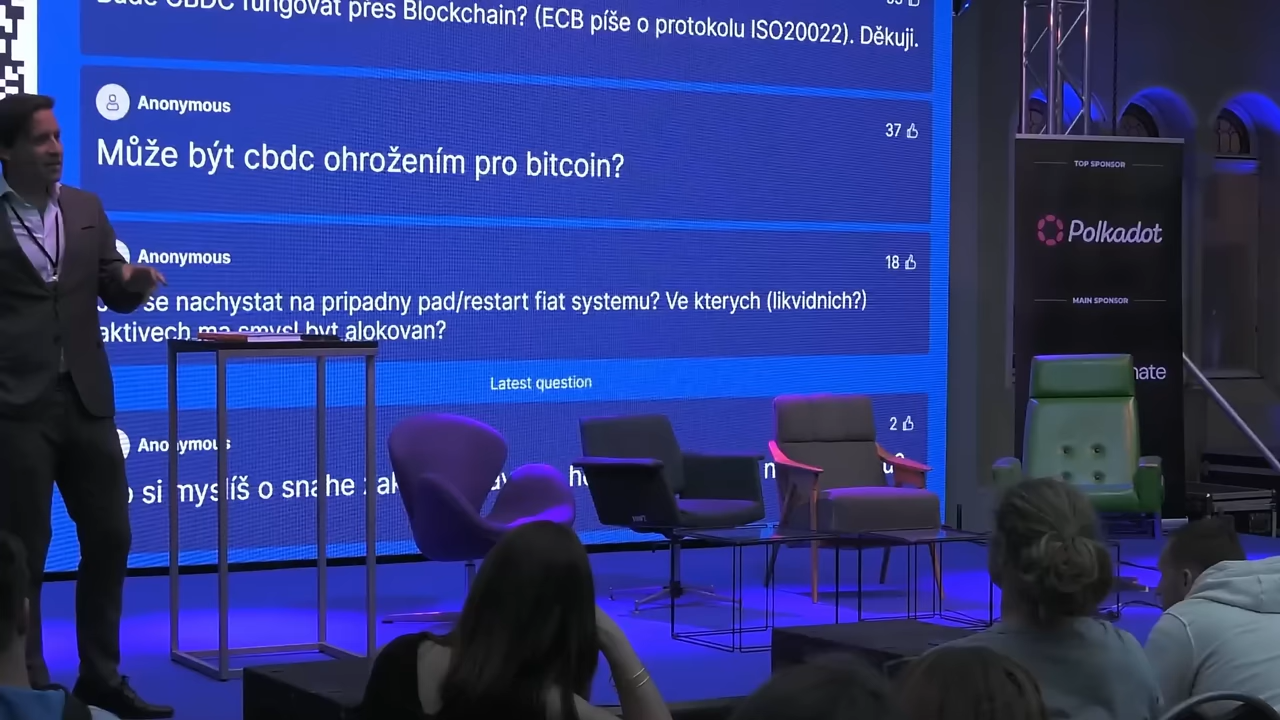 CBDC fungovat přes Blockchain? (ECB píše o protokolu ISO20022). Děkuji.
Anonymous
37
Může být cbdc ohrožením pro bitcoin?
Anonymous
18
se nachystat na pripadny pad/restart fiat systemu? Ve kterych (likvidnich?)
aktivech ma smysl byt alokovan?
Latest question
Anonymous
2
si myslíš o snahe
TOP SPONSOR
Polkadot
MAIN SPONSOR